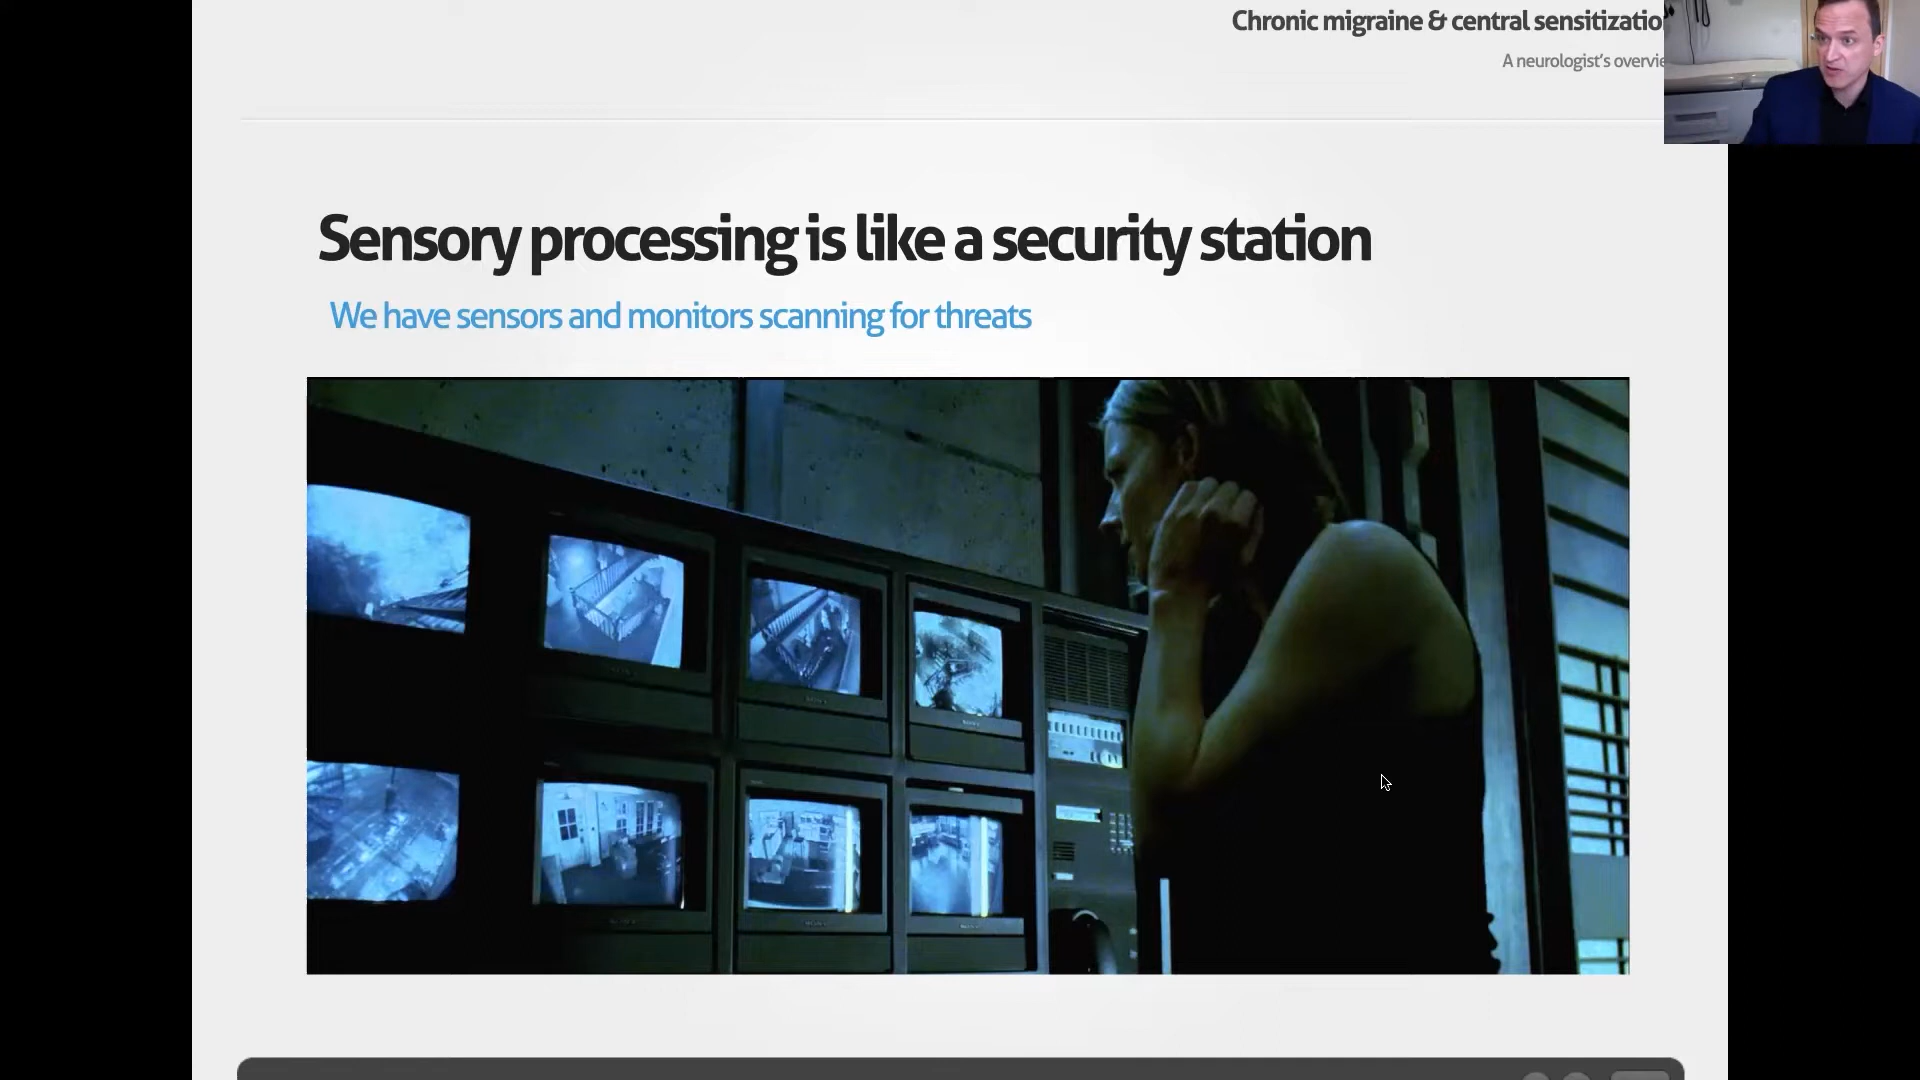 Chronic migraine & central sensitizatio
A neurologist's overvie
Sensory processing is like a security station
We have sensors and monitors scanning for threats